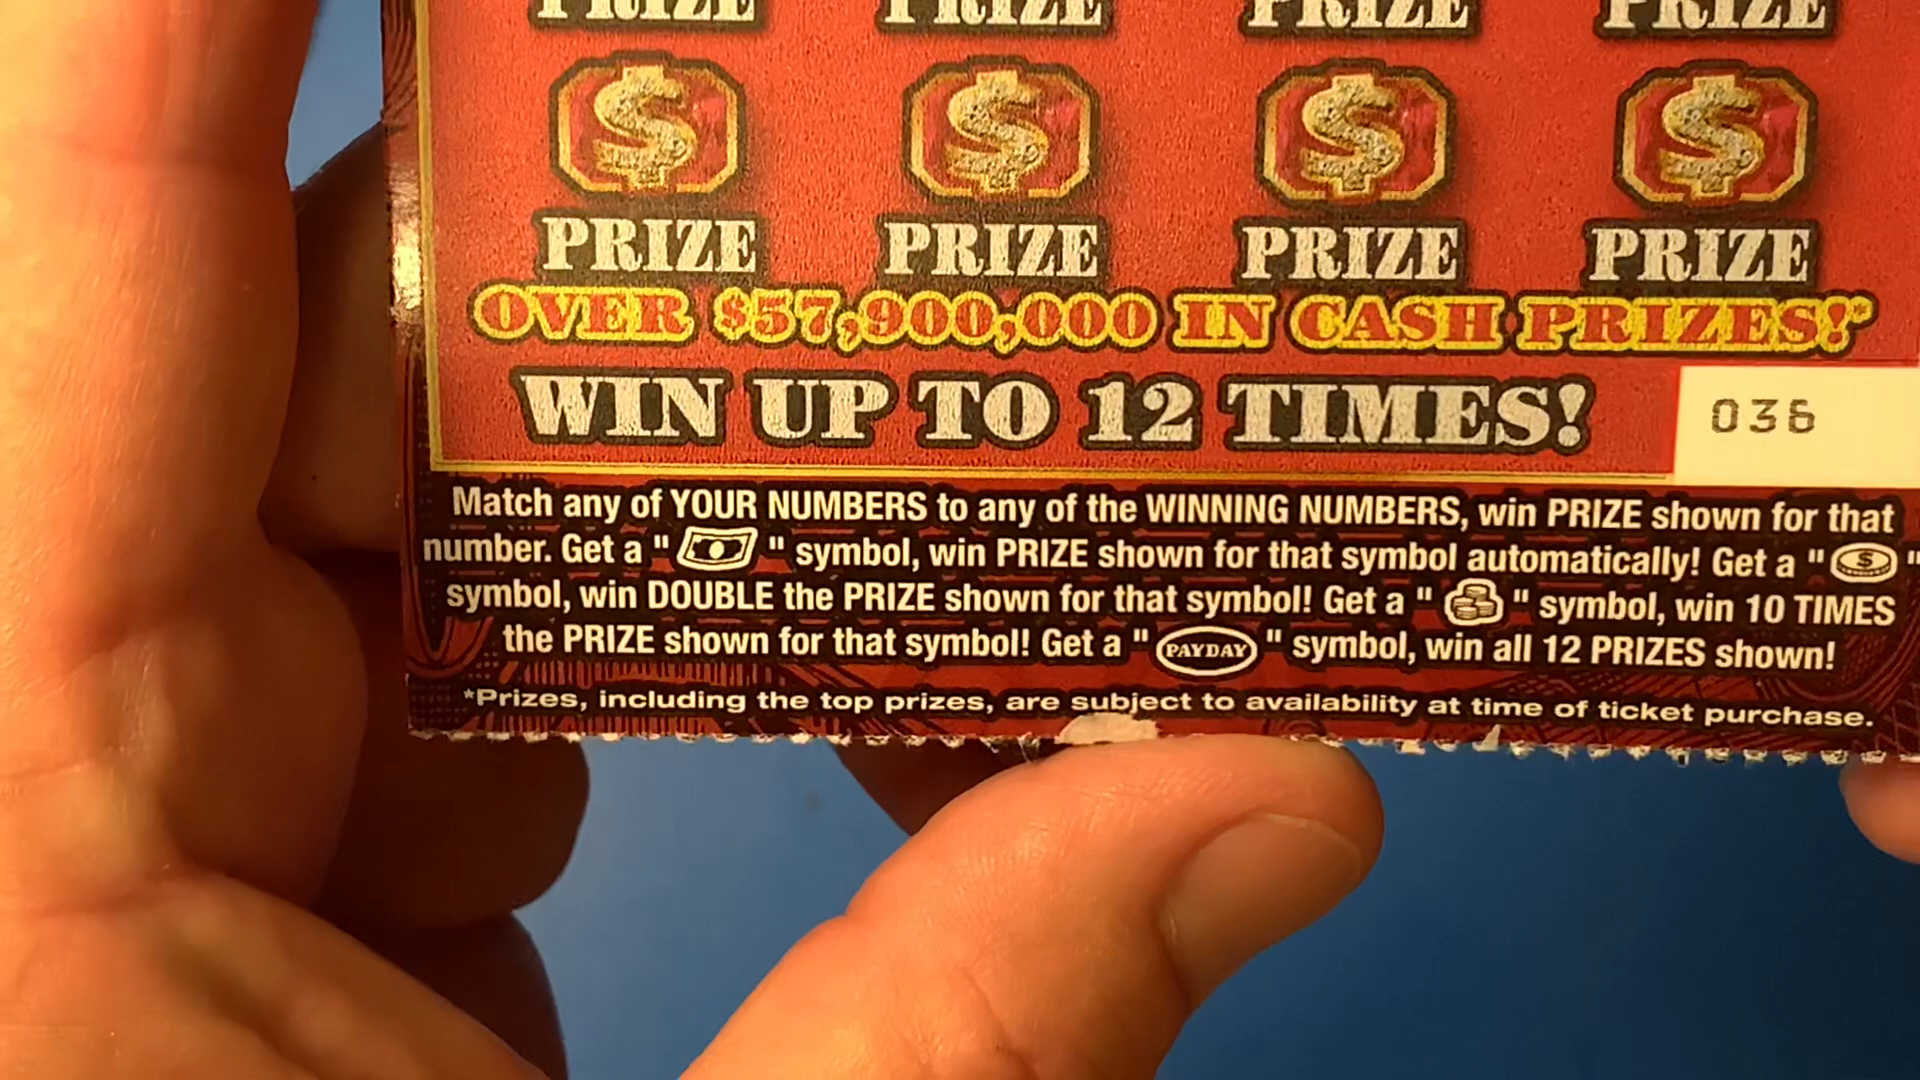 PRIZE PRIZE PRIZE PRIZE
$ $ $ $
PRIZE PRIZE PRIZE PRIZE
OVER $57,900,000 IN CASH PRIZES!*
WIN UP TO 12 TIMES!
036
Match any of YOUR NUMBERS to any of the WINNING NUMBERS, win PRIZE shown for that
number. Get a " " symbol, win PRIZE shown for that symbol automatically! Get a " $ "
symbol, win DOUBLE the PRIZE shown for that symbol! Get a " " symbol, win 10 TIMES
the PRIZE shown for that symbol! Get a " PAYDAY " symbol, win all 12 PRIZES shown!
*Prizes, including the top prizes, are subject to availability at time of ticket purchase.